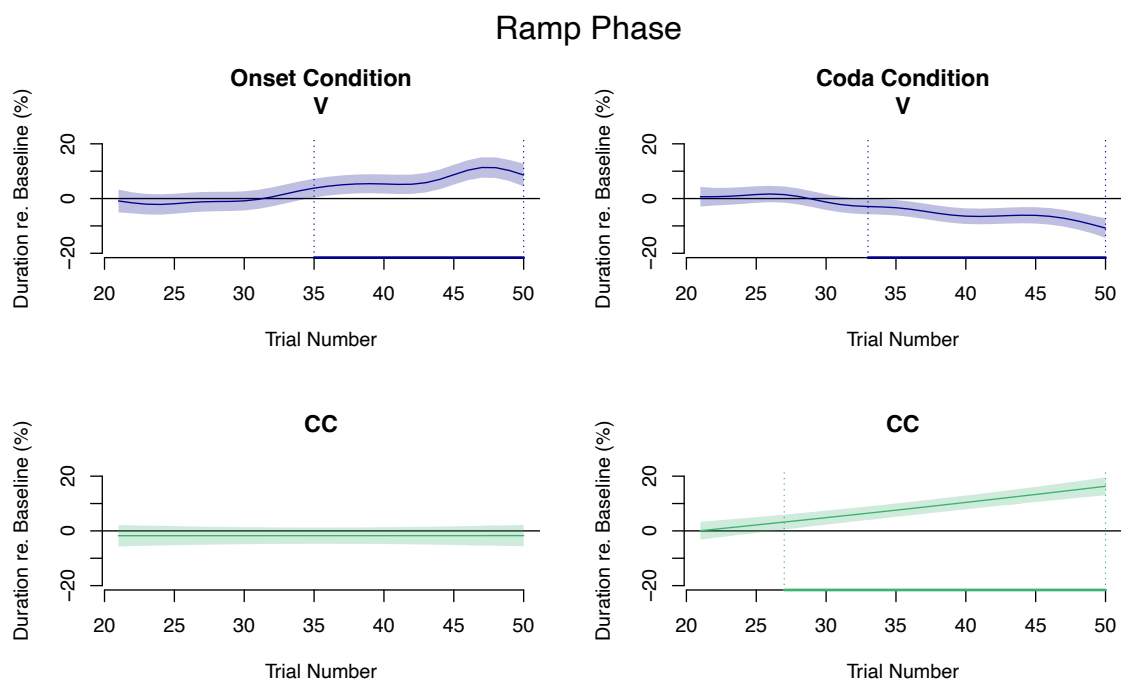 Ramp Phase
Onset Condition
V
Duration re. Baseline (%)
20
0
−20
20 25 30 35 40 45 50
Trial Number
Coda Condition
V
Duration re. Baseline (%)
20
0
−20
20 25 30 35 40 45 50
Trial Number
CC
Duration re. Baseline (%)
20
0
−20
20 25 30 35 40 45 50
Trial Number
CC
Duration re. Baseline (%)
20
0
−20
20 25 30 35 40 45 50
Trial Number